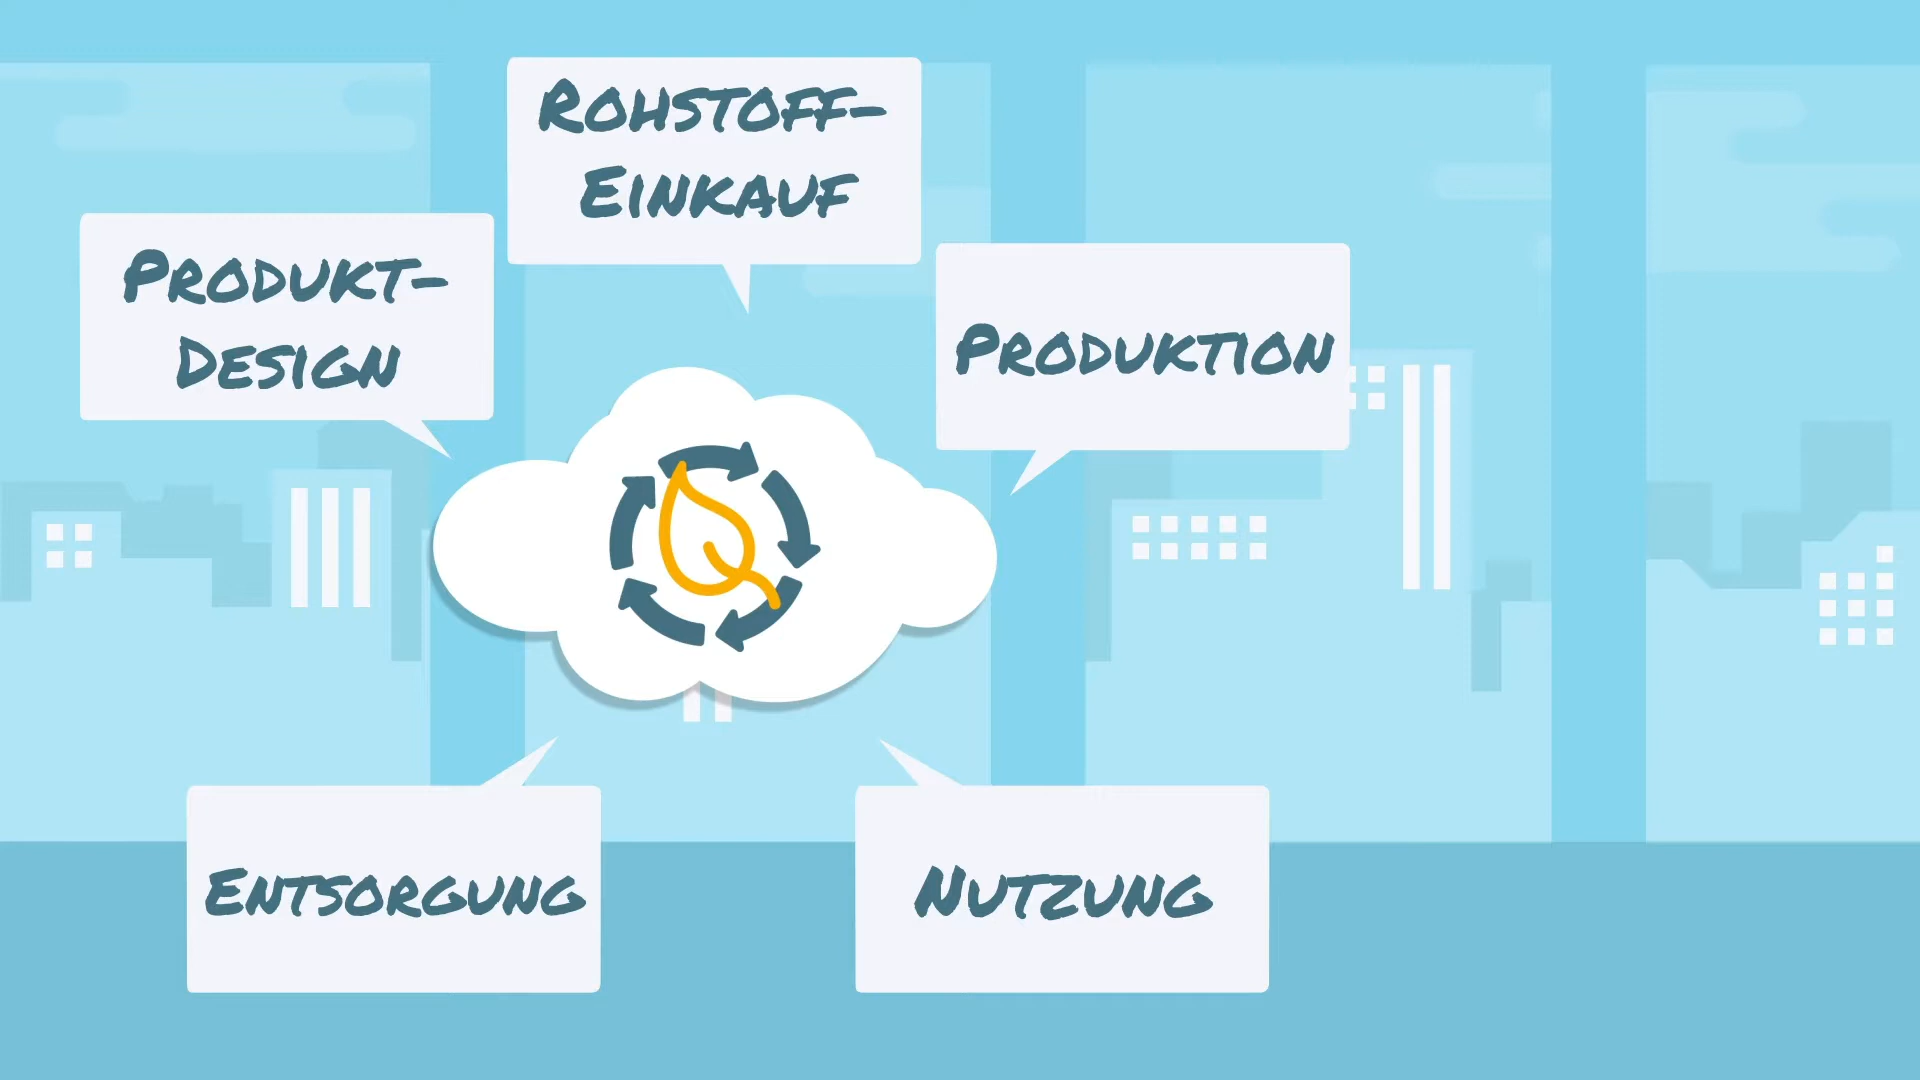 Rohstoff-
Einkauf
Produkt-
Design
Produktion
Entsorgung
Nutzung